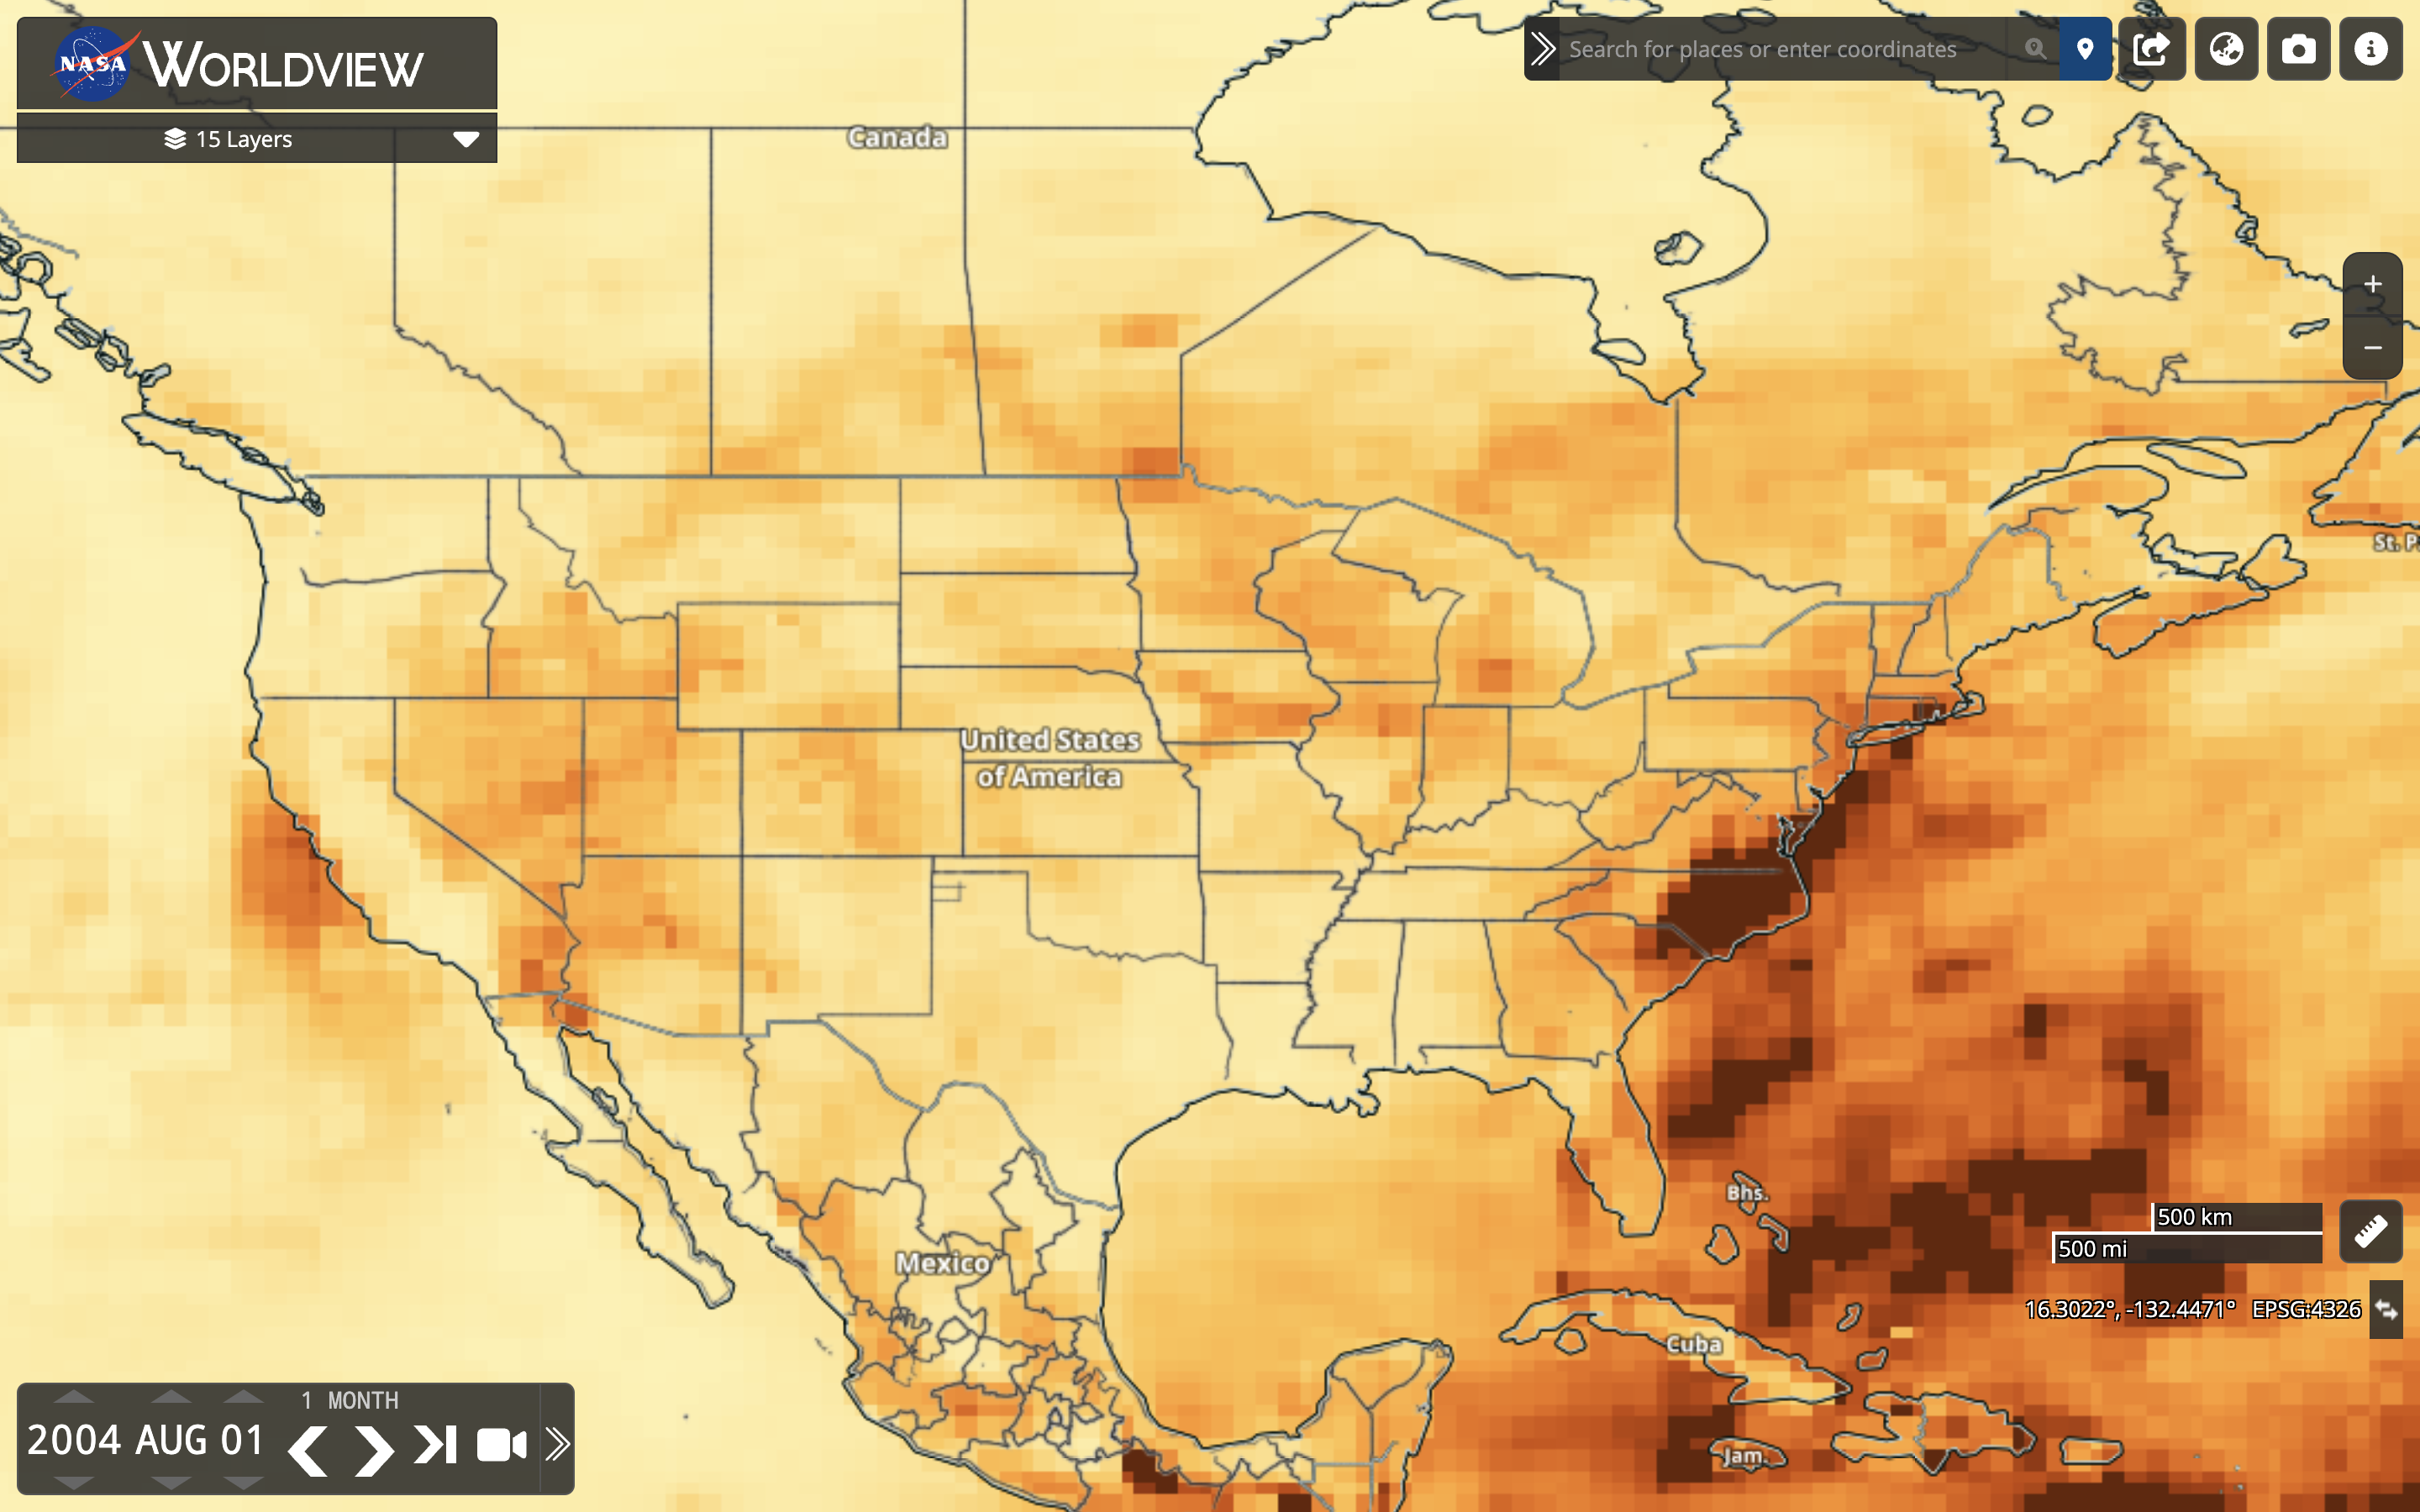 NASA WORLDVIEW
15 Layers
Search for places or enter coordinates
Canada
+
−
St. P
United States
of America
Bhs.
500 km
500 mi
Mexico
16.3022°, -132.4471° EPSG:4326
Cuba
Jam.
1 MONTH
2004 AUG 01